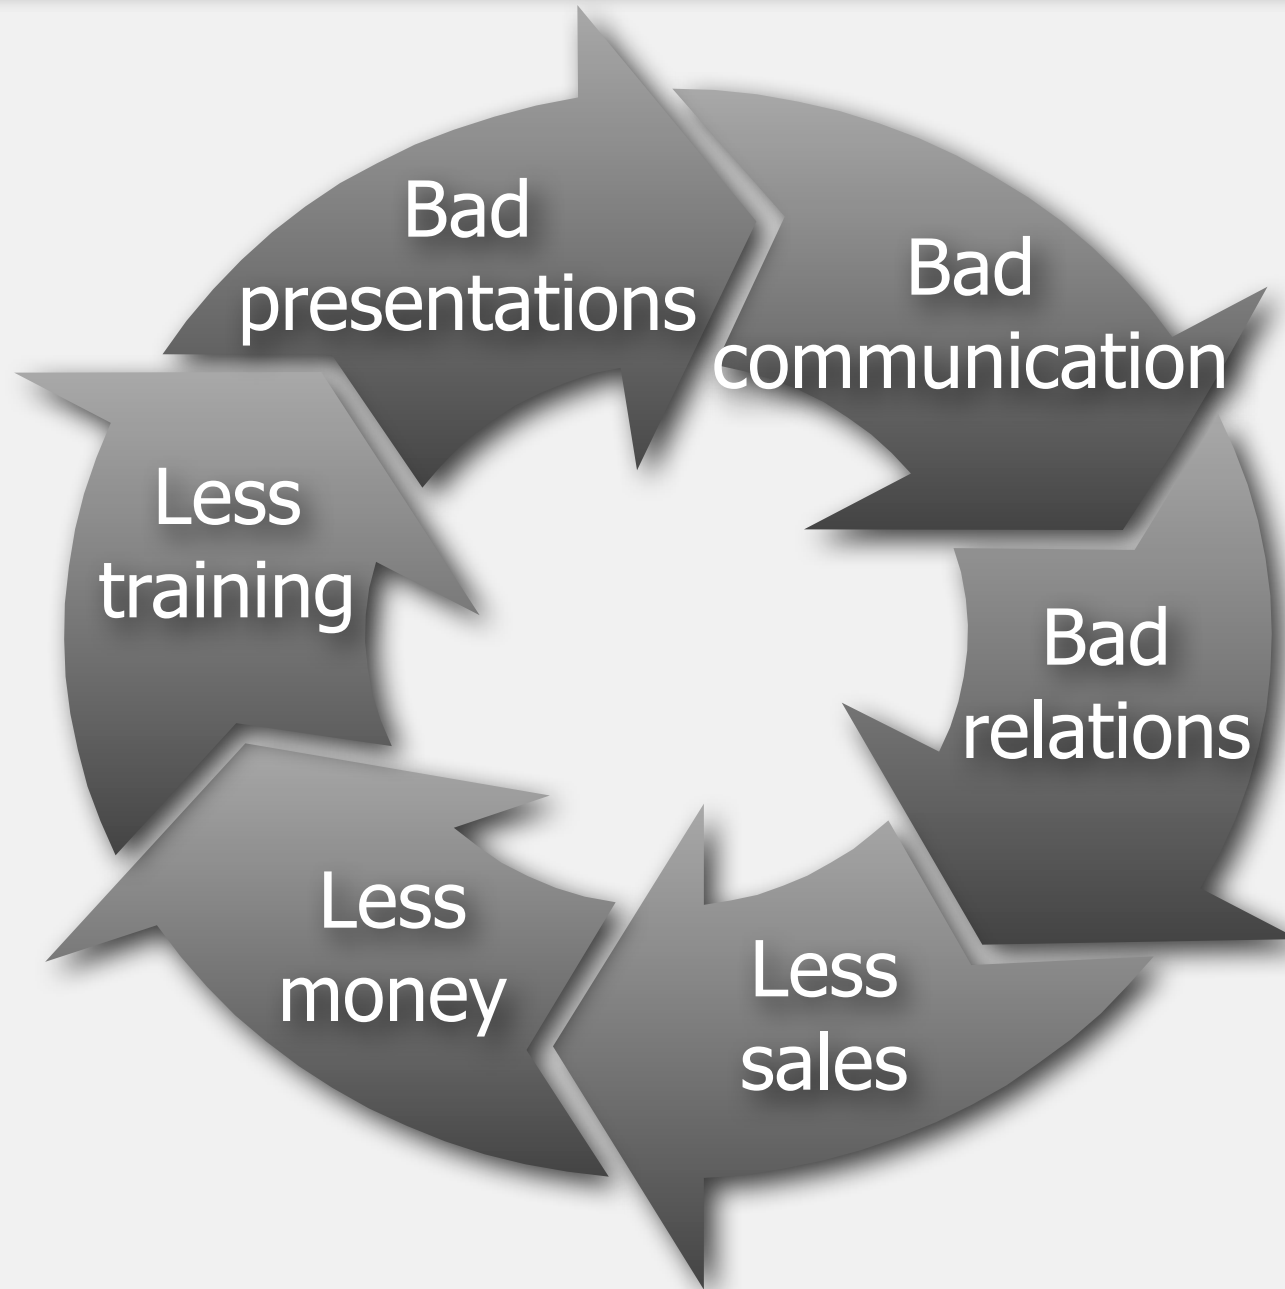 Bad
presentations
Bad
communication
Bad
relations
Less
sales
Less
money
Less
training